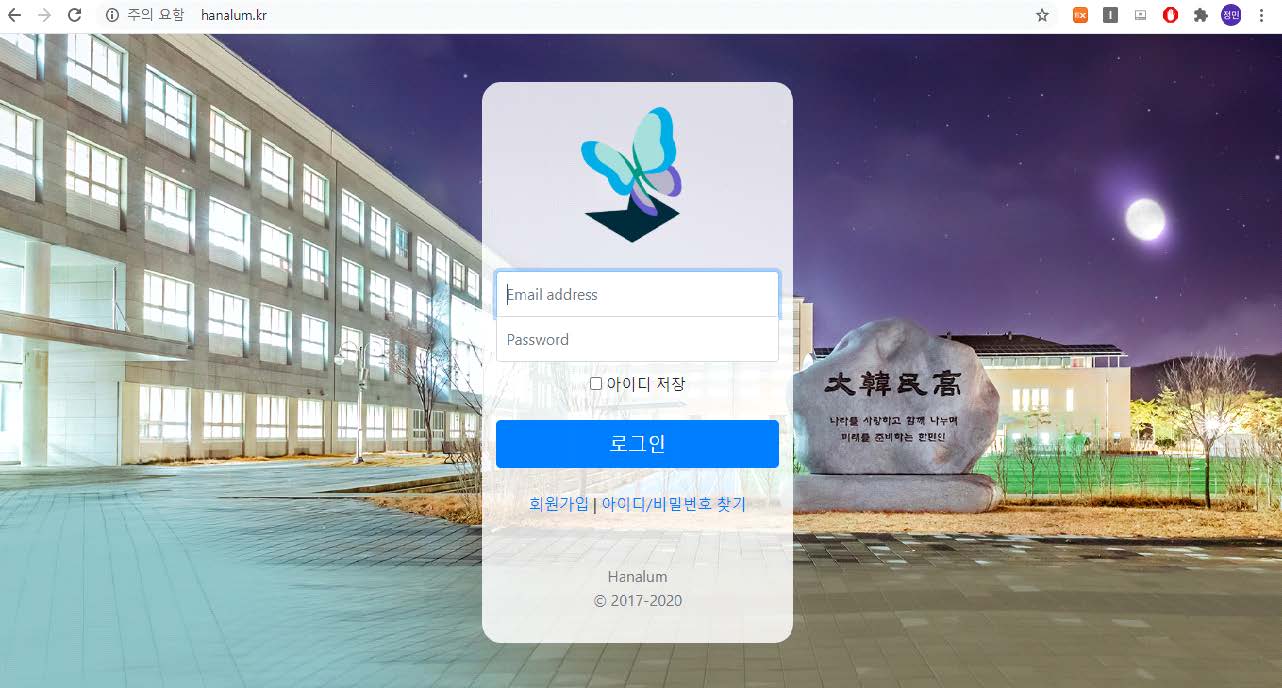 주의 요함 hanalum.kr
EX
정민
Email address
Password
아이디 저장
로그인
회원가입 | 아이디/비밀번호 찾기
Hanalum
© 2017-2020
大韓民高
나라를 사랑하고 함께 나누며
미래를 준비하는 한민인